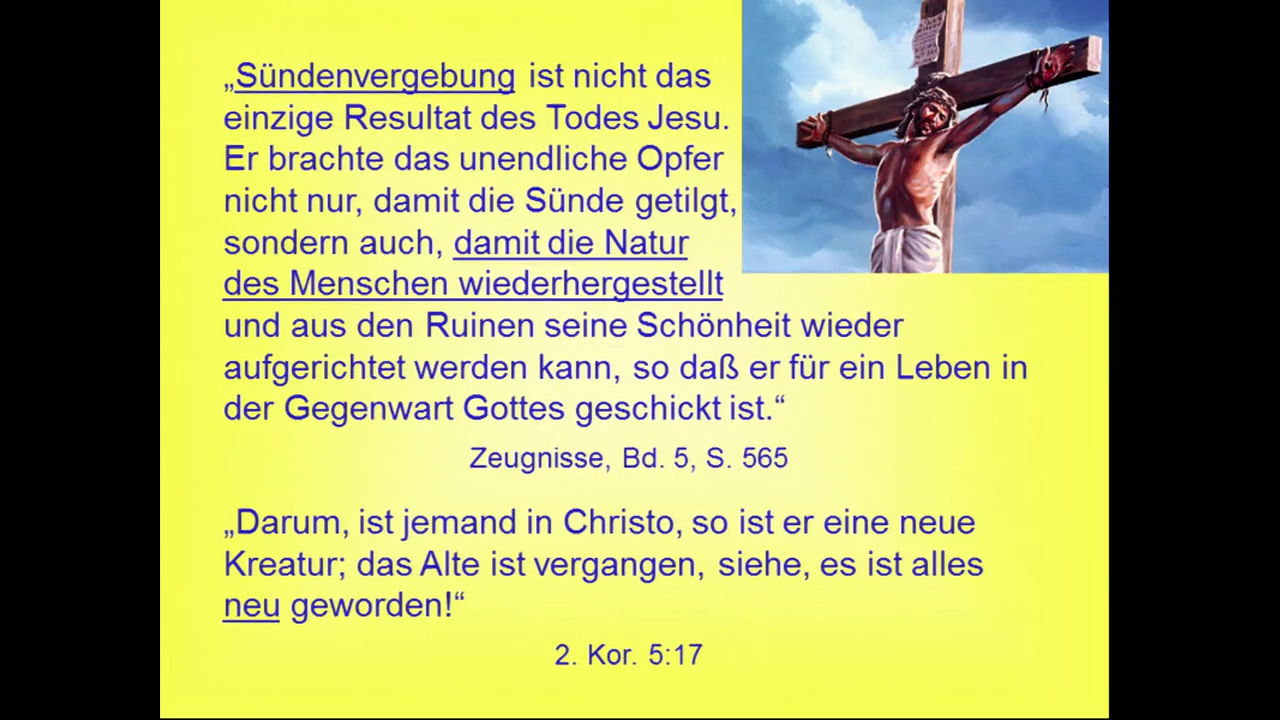 „Sündenvergebung ist nicht das
einzige Resultat des Todes Jesu.
Er brachte das unendliche Opfer
nicht nur, damit die Sünde getilgt,
sondern auch, damit die Natur
des Menschen wiederhergestellt
und aus den Ruinen seine Schönheit wieder
aufgerichtet werden kann, so daß er für ein Leben in
der Gegenwart Gottes geschickt ist.“
Zeugnisse, Bd. 5, S. 565
„Darum, ist jemand in Christo, so ist er eine neue
Kreatur; das Alte ist vergangen, siehe, es ist alles
neu geworden!“
2. Kor. 5:17